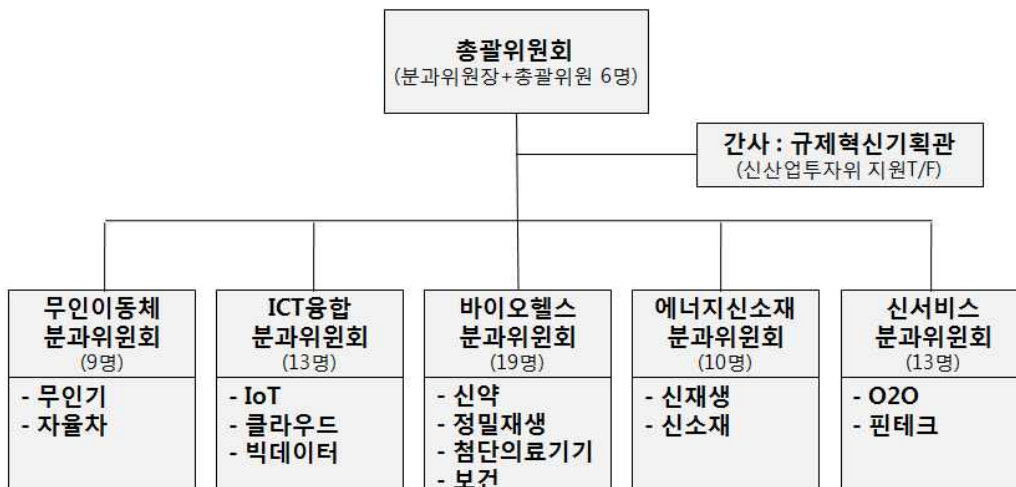 총괄위원회
(분과위원장+총괄위원 6명)
간사 : 규제혁신기획관
(신산업투자위 지원T/F)
무인이동체
분과위윈회
(9명)
- 무인기
- 자율차
ICT융합
분과위윈회
(13명)
- IoT
- 클라우드
- 빅데이터
바이오헬스
분과위윈회
(19명)
- 신약
- 정밀재생
- 첨단의료기기
- 보건
에너지신소재
분과위윈회
(10명)
- 신재생
- 신소재
신서비스
분과위윈회
(13명)
- O2O
- 핀테크